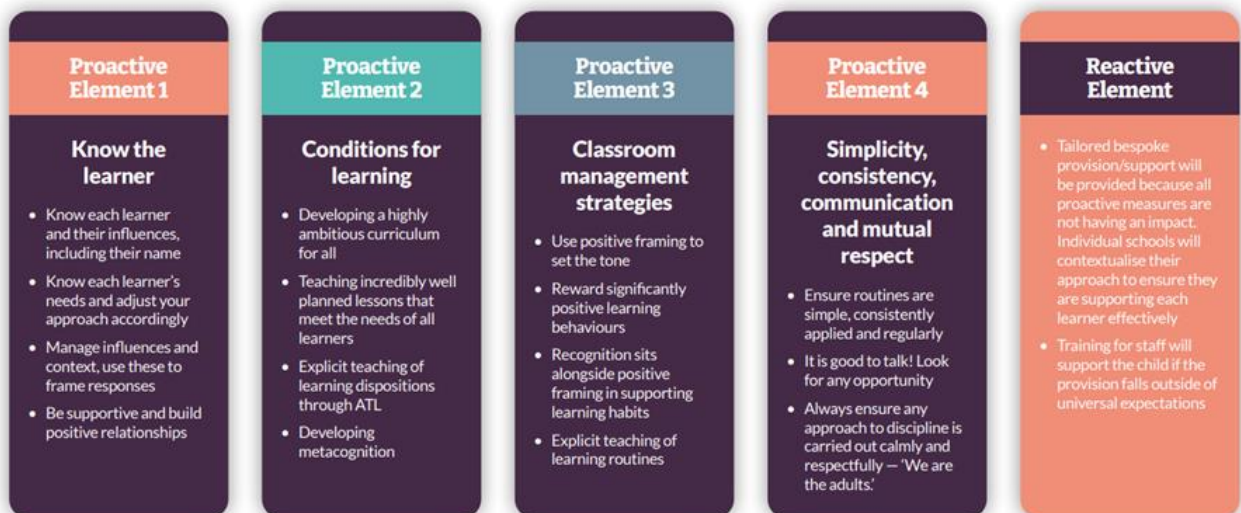 Proactive
Element 1
Know the
learner
• Know each learner
and their influences,
including their name
• Know each learner's
needs and adjust your
approach accordingly
• Manage influences and
context, use these to
frame responses
• Be supportive and build
positive relationships
Proactive
Element 2
Conditions for
learning
• Developing a highly
ambitious curriculum
for all
• Teaching incredibly well
planned lessons that
meet the needs of all
learners
• Explicit teaching of
learning dispositions
through ATL
• Developing
metacognition
Proactive
Element 3
Classroom
management
strategies
• Use positive framing to
set the tone
• Reward significantly
positive learning
behaviours
• Recognition sits
alongside positive
framing in supporting
learning habits
• Explicit teaching of
learning routines
Proactive
Element 4
Simplicity,
consistency,
communication
and mutual
respect
• Ensure routines are
simple, consistently
applied and regularly
• It is good to talk! Look
for any opportunity
• Always ensure any
approach to discipline is
carried out calmly and
respectfully — 'We are
the adults.'
Reactive
Element
• Tailored bespoke
provision/support will
be provided because all
proactive measures are
not having an impact.
Individual schools will
contextualise their
approach to ensure they
are supporting each
learner effectively
• Training for staff will
support the child if the
provision falls outside of
universal expectations